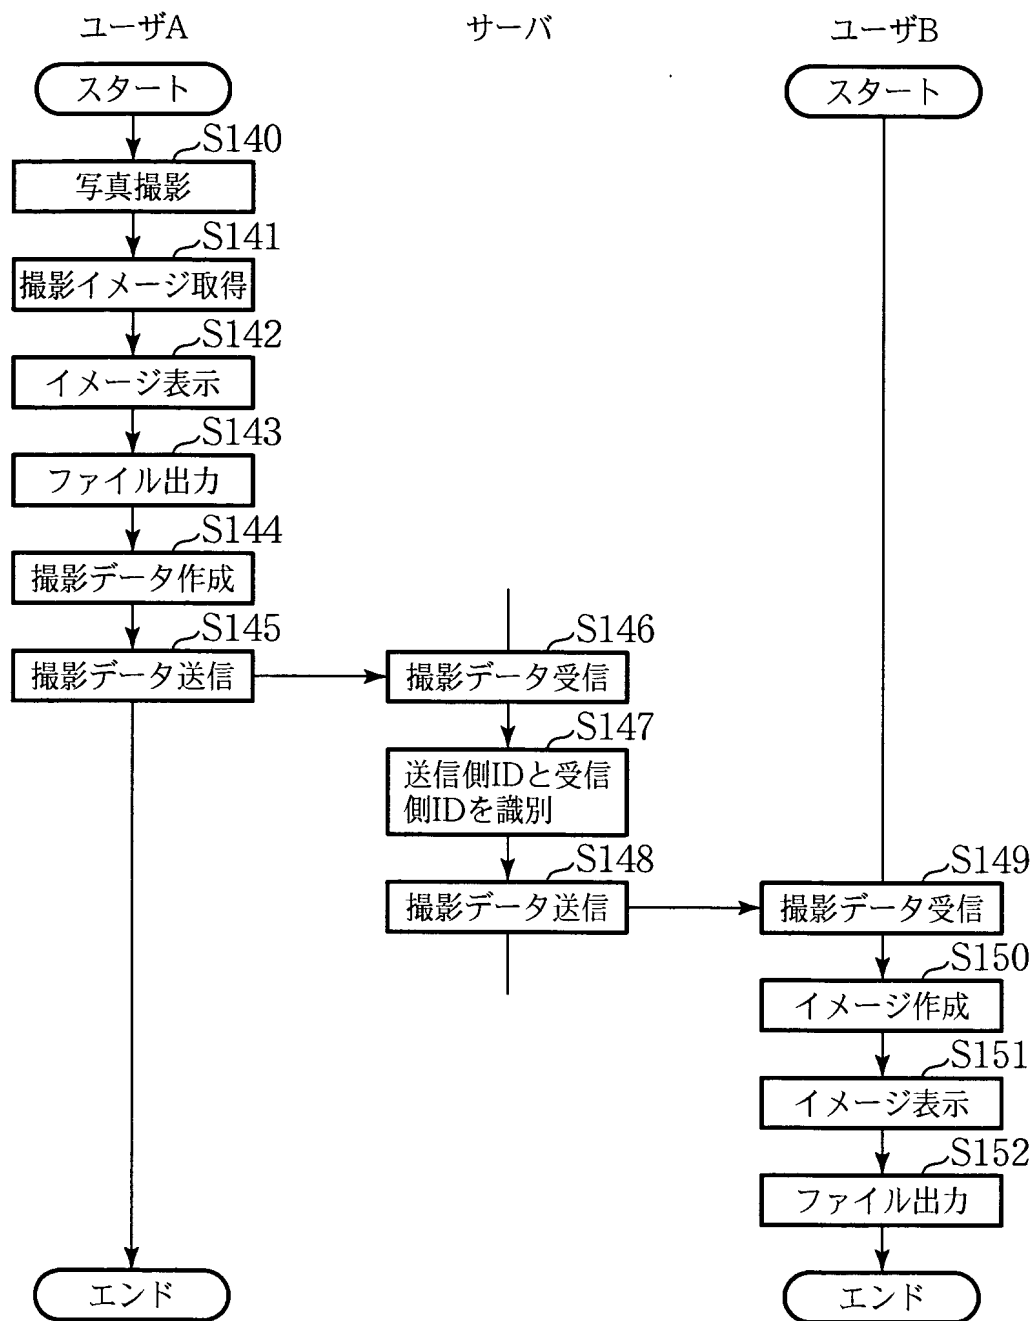 ユーザA
サーバ
ユーザB
スタート
スタート
S140
写真撮影
S141
撮影イメージ取得
S142
イメージ表示
S143
ファイル出力
S144
撮影データ作成
S145
撮影データ送信
S146
撮影データ受信
S147
送信側IDと受信
側IDを識別
S148
撮影データ送信
S149
撮影データ受信
S150
イメージ作成
S151
イメージ表示
S152
ファイル出力
エンド
エンド